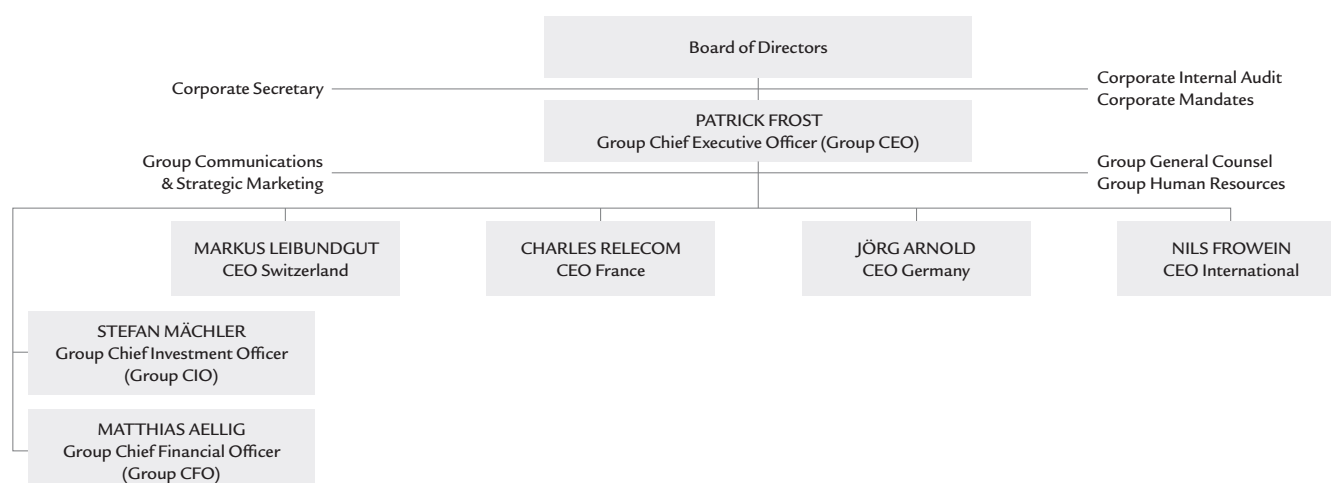 Board of Directors
Corporate Secretary
Corporate Internal Audit
Corporate Mandates
PATRICK FROST
Group Chief Executive Officer (Group CEO)
Group Communications
& Strategic Marketing
Group General Counsel
Group Human Resources
MARKUS LEIBUNDGUT
CEO Switzerland
CHARLES RELECOM
CEO France
JÖRG ARNOLD
CEO Germany
NILS FROWEIN
CEO International
STEFAN MÄCHLER
Group Chief Investment Officer
(Group CIO)
MATTHIAS AELLIG
Group Chief Financial Officer
(Group CFO)